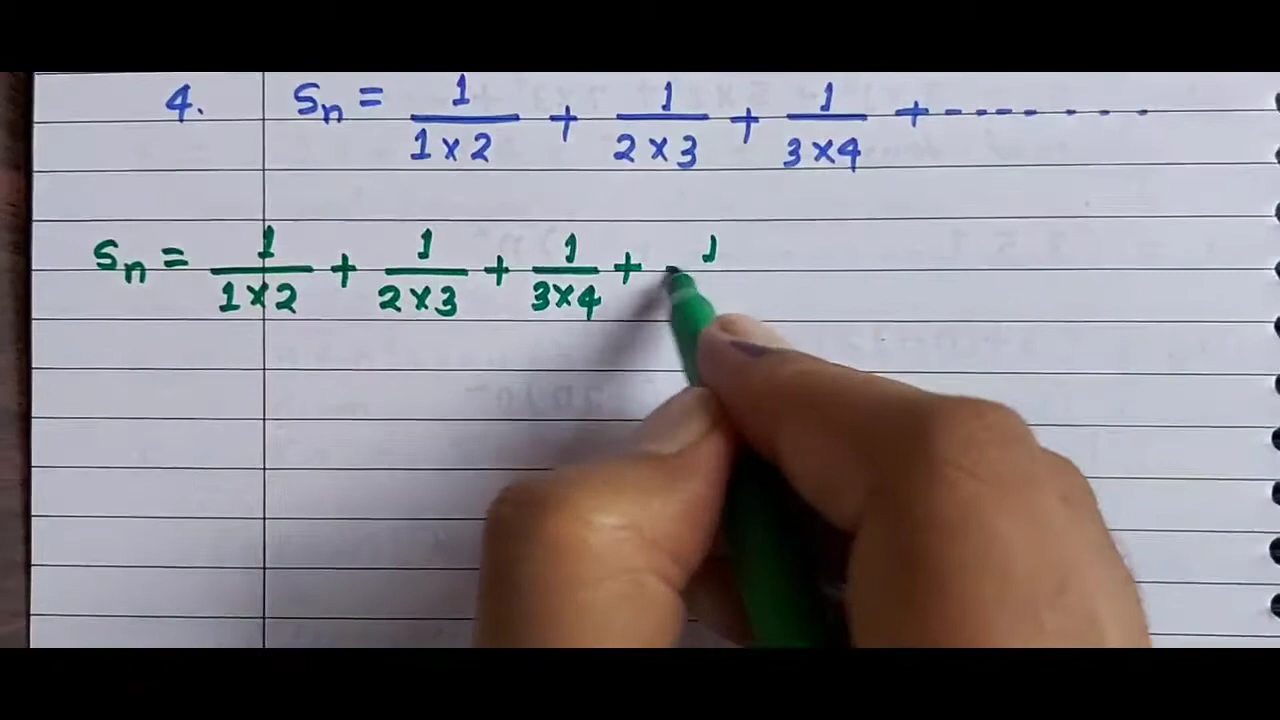 4. Sn = 1/(1×2) + 1/(2×3) + 1/(3×4) + - - - - - - - -
Sn = 1/(1×2) + 1/(2×3) + 1/(3×4) + 1